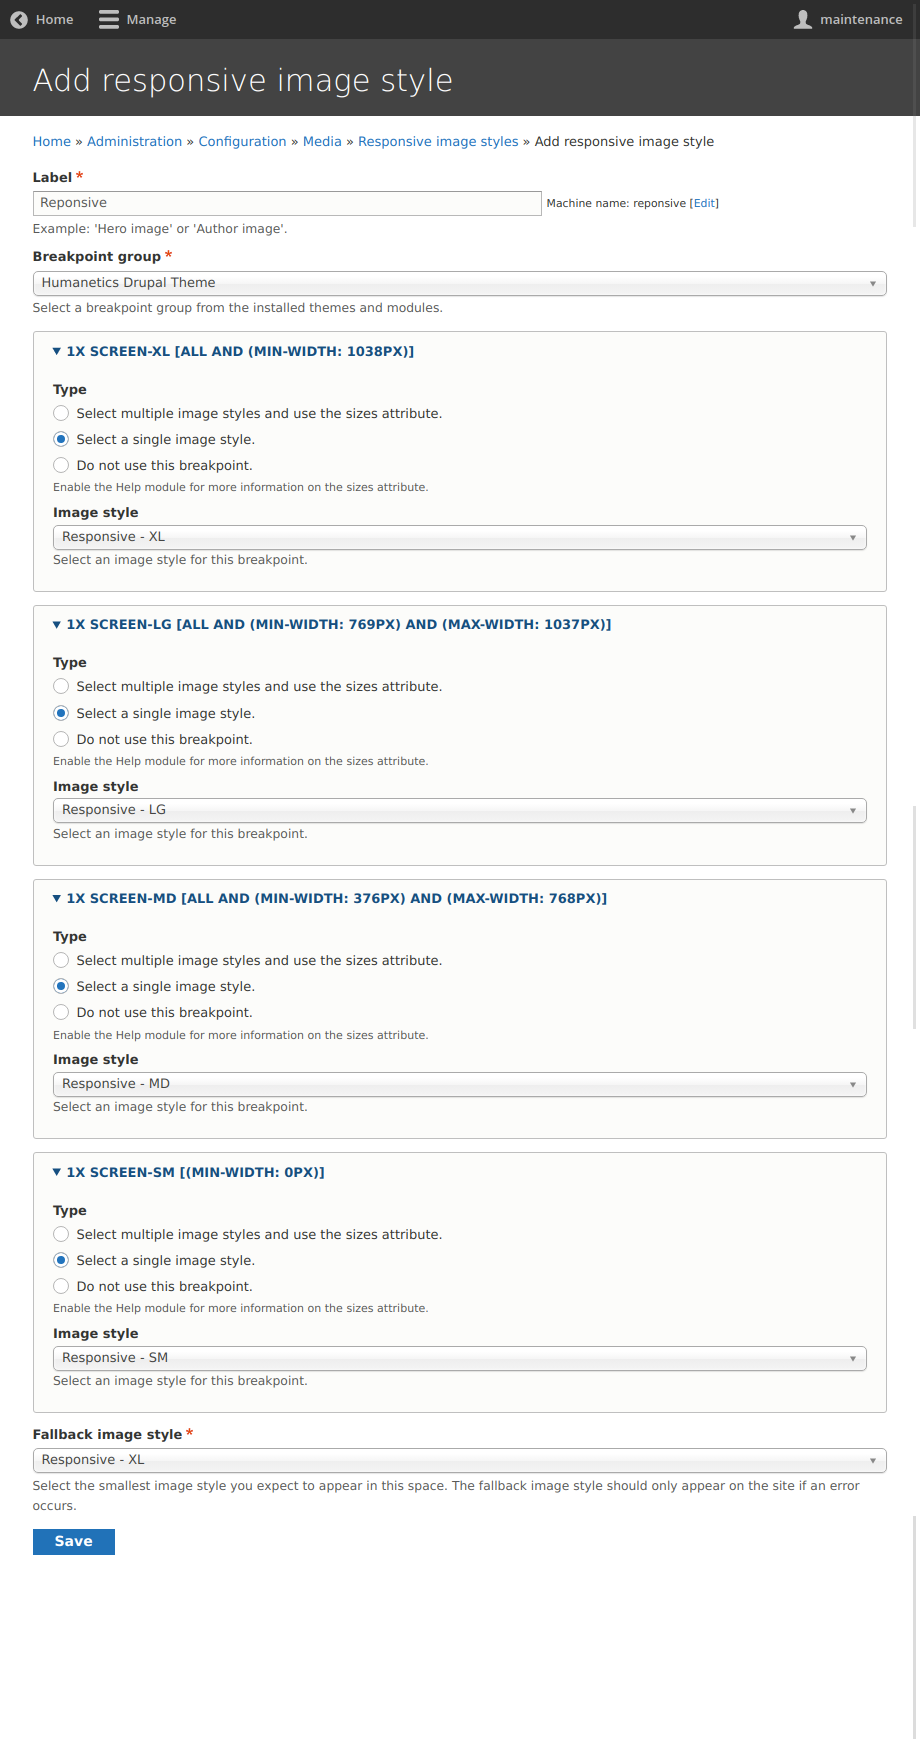 Home Manage maintenance
Add responsive image style
Home » Administration » Configuration » Media » Responsive image styles » Add responsive image style
Label *
Reponsive Machine name: reponsive [Edit]
Example: 'Hero image' or 'Author image'.
Breakpoint group *
Humanetics Drupal Theme
Select a breakpoint group from the installed themes and modules.
1X SCREEN-XL [ALL AND (MIN-WIDTH: 1038PX)]
Type
Select multiple image styles and use the sizes attribute.
Select a single image style.
Do not use this breakpoint.
Enable the Help module for more information on the sizes attribute.
Image style
Responsive - XL
Select an image style for this breakpoint.
1X SCREEN-LG [ALL AND (MIN-WIDTH: 769PX) AND (MAX-WIDTH: 1037PX)]
Type
Select multiple image styles and use the sizes attribute.
Select a single image style.
Do not use this breakpoint.
Enable the Help module for more information on the sizes attribute.
Image style
Responsive - LG
Select an image style for this breakpoint.
1X SCREEN-MD [ALL AND (MIN-WIDTH: 376PX) AND (MAX-WIDTH: 768PX)]
Type
Select multiple image styles and use the sizes attribute.
Select a single image style.
Do not use this breakpoint.
Enable the Help module for more information on the sizes attribute.
Image style
Responsive - MD
Select an image style for this breakpoint.
1X SCREEN-SM [(MIN-WIDTH: 0PX)]
Type
Select multiple image styles and use the sizes attribute.
Select a single image style.
Do not use this breakpoint.
Enable the Help module for more information on the sizes attribute.
Image style
Responsive - SM
Select an image style for this breakpoint.
Fallback image style *
Responsive - XL
Select the smallest image style you expect to appear in this space. The fallback image style should only appear on the site if an error
occurs.
Save